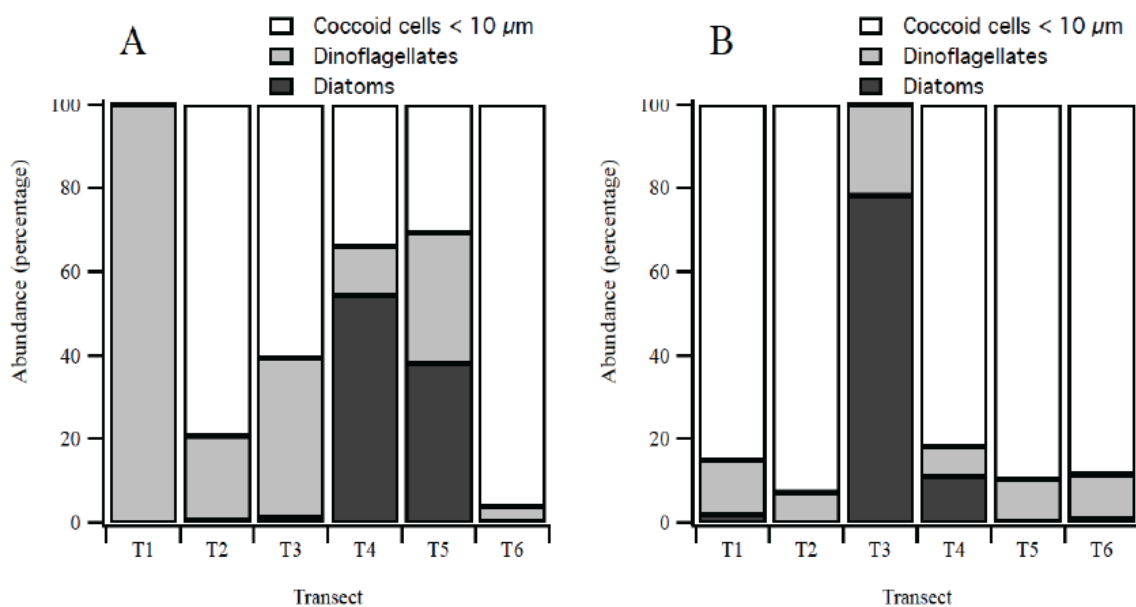 A
Coccoid cells < 10 µm
Dinoflagellates
Diatoms
100
80
60
40
20
0
Abundance (percentage)
T1 T2 T3 T4 T5 T6
Transect
B
Coccoid cells < 10 µm
Dinoflagellates
Diatoms
100
80
60
40
20
0
Abundance (percentage)
T1 T2 T3 T4 T5 T6
Transect